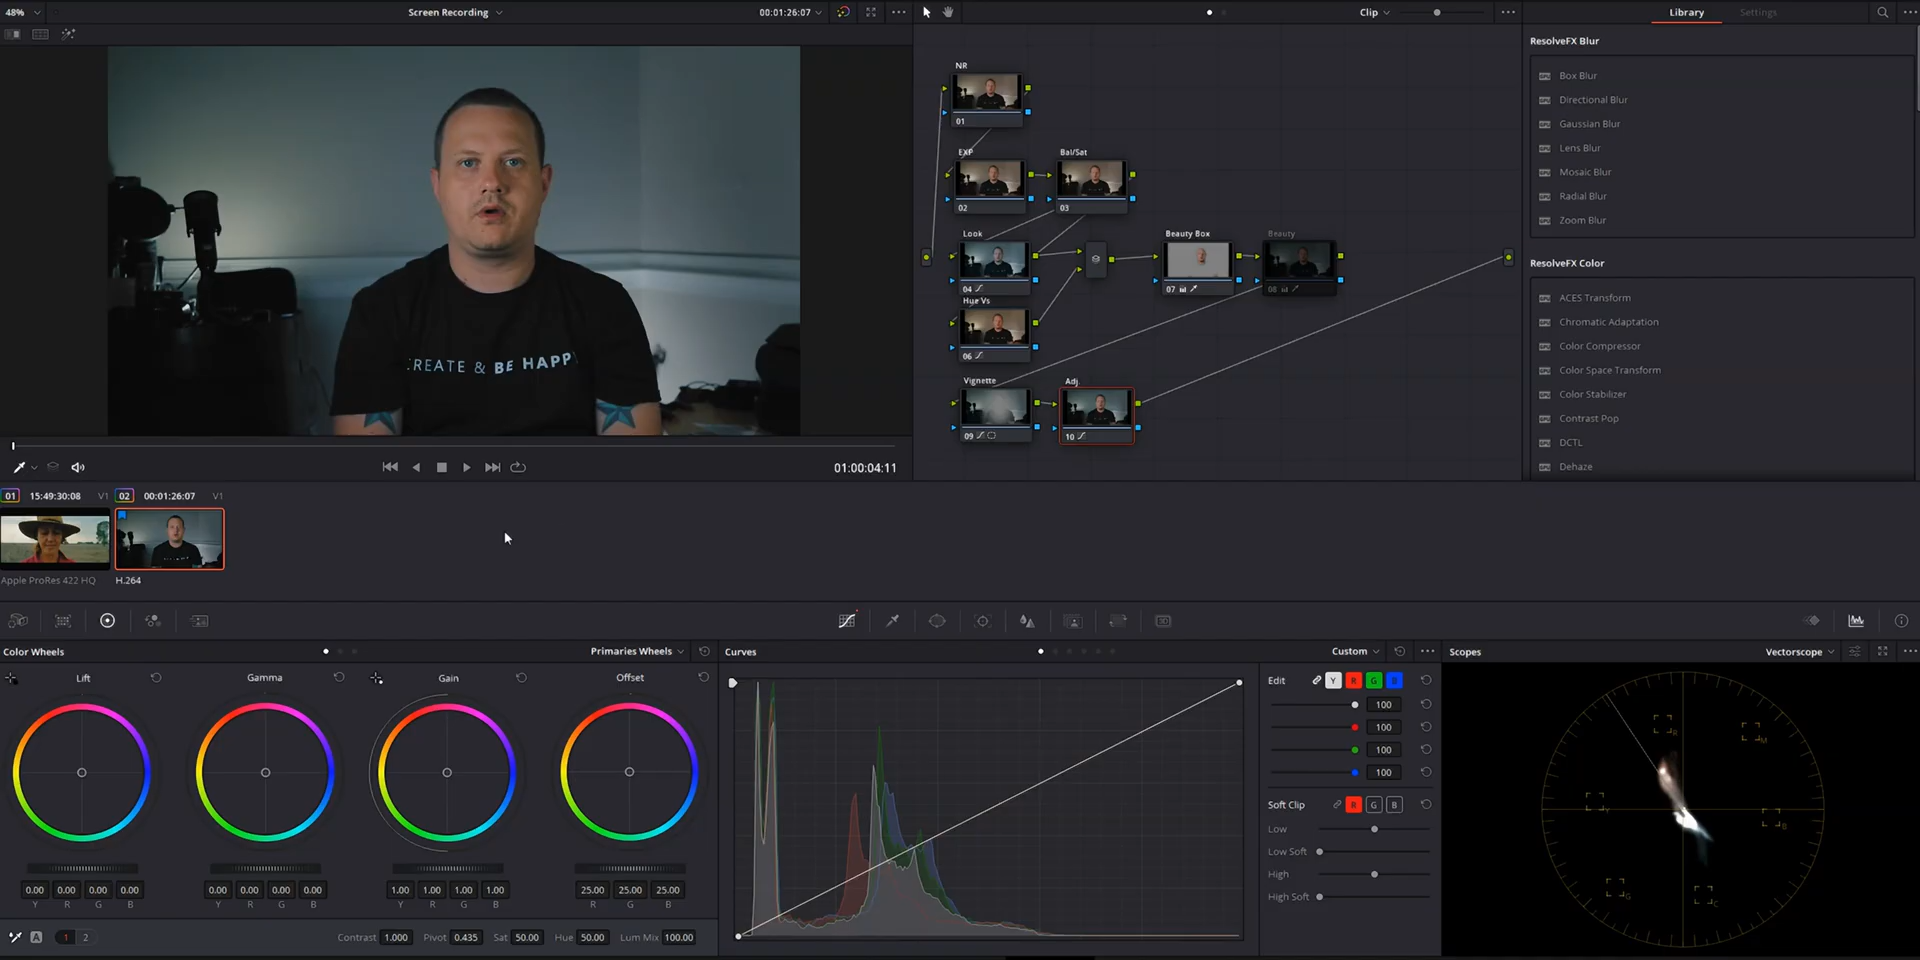 48%
Screen Recording
00:01:26:07
Clip
Library
Settings
ResolveFX Blur
Box Blur
Directional Blur
Gaussian Blur
Lens Blur
Mosaic Blur
Radial Blur
Zoom Blur
ResolveFX Color
ACES Transform
Chromatic Adaptation
Color Compressor
Color Space Transform
Color Stabilizer
Contrast Pop
DCTL
Dehaze
NR
01
EXP
Bal/Sat
02
03
Look
Beauty Box
Beauty
04
07
08
Hue Vs
06
Vignette
Adj.
09
10
CREATE & BE HAPP
01:00:04:11
01 15:49:30:08 V1
02 00:01:26:07 V1
Apple ProRes 422 HQ
H.264
Color Wheels
Primaries Wheels
Lift
Gamma
Gain
Offset
0.00 0.00 0.00 0.00
Y R G B
0.00 0.00 0.00 0.00
Y R G B
1.00 1.00 1.00 1.00
Y R G B
25.00 25.00 25.00
R G B
A 1 2
Contrast 1.000 Pivot 0.435 Sat 50.00 Hue 50.00 Lum Mix 100.00
Curves
Custom
Edit Y R G B
100
100
100
100
Soft Clip R G B
Low
Low Soft
High
High Soft
Scopes
Vectorscope
R
M
Y
B
G
C